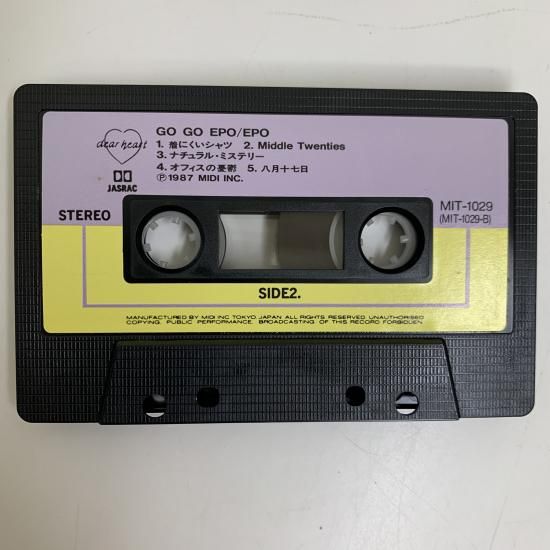 GO GO EPO/EPO
dear heart
1. 着にくいシャツ 2. Middle Twenties
3. ナチュラル・ミステリー
4. オフィスの憂鬱 5. 八月十七日
Ⓟ1987 MIDI INC.
JASRAC
STEREO
MIT-1029
(MIT-1029-B)
SIDE2.
MANUFACTURED BY MIDI INC TOKYO. JAPAN ALL RIGHTS RESERVED UNAUTHORISED
COPYING. PUBLIC PERFORMANCE. BROADCASTING OF THIS RECORD FORBIDDEN